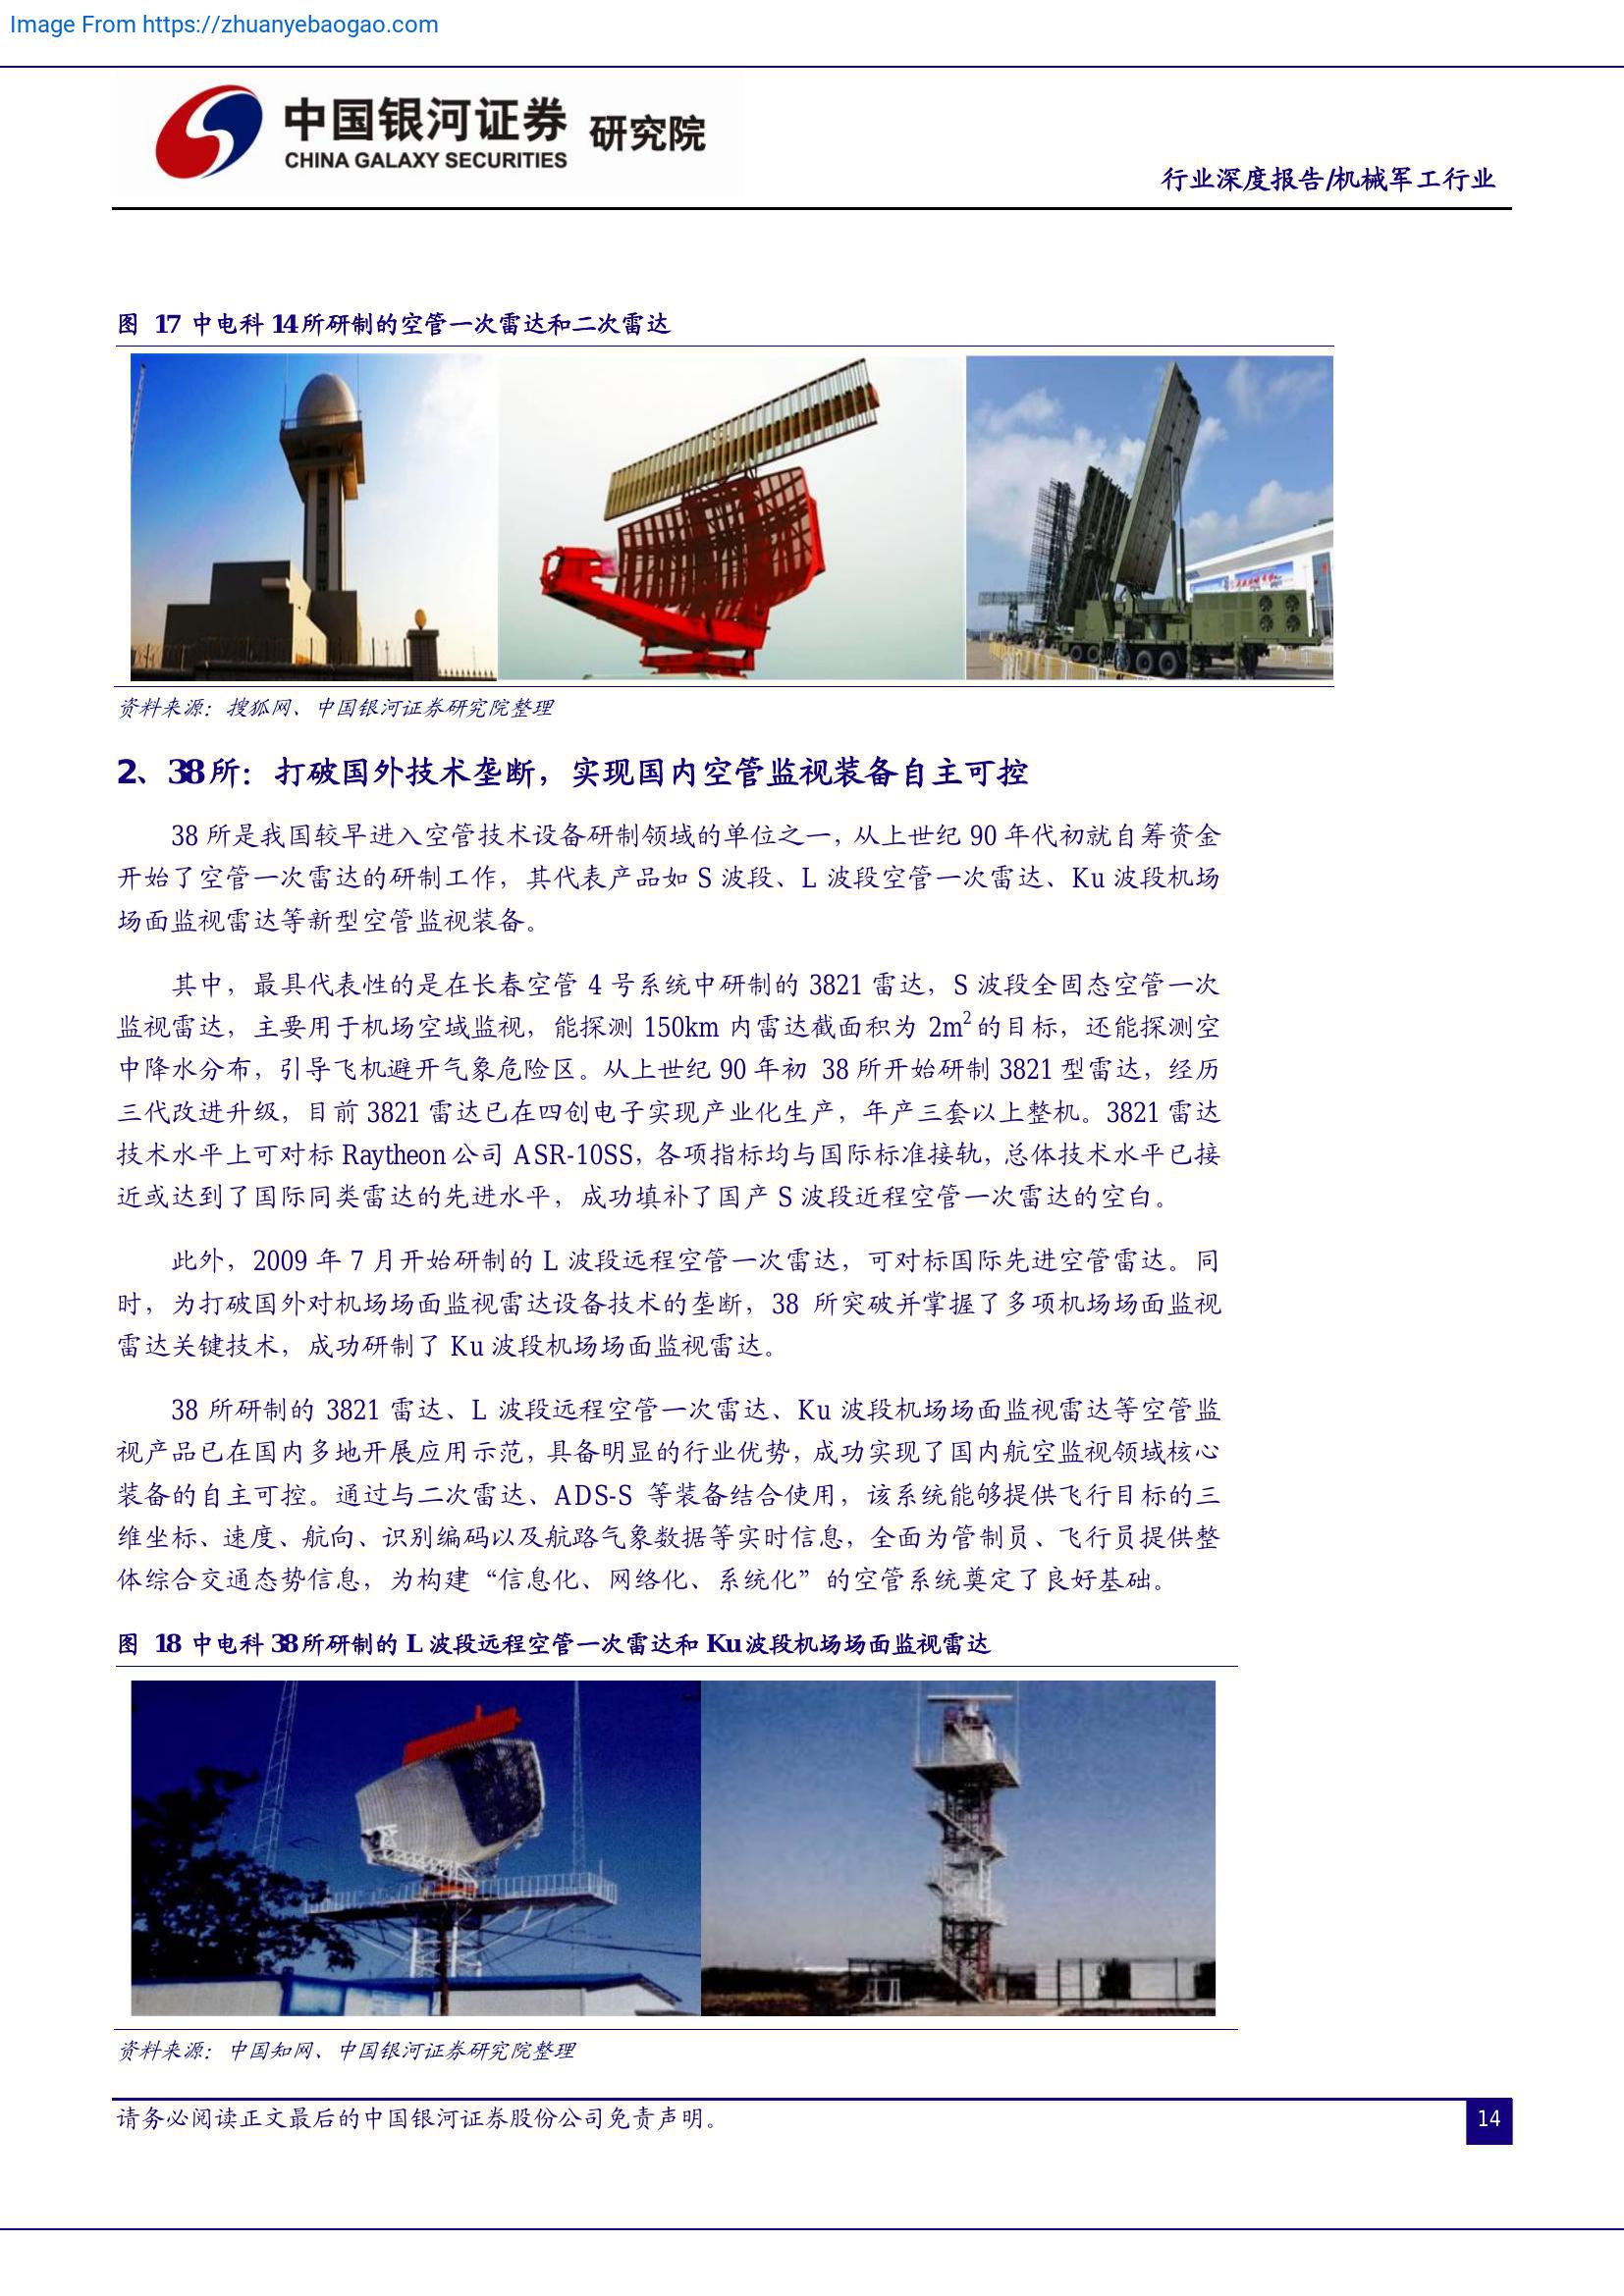 Image From https://zhuanyebaogao.com
中国银河证券 研究院
CHINA GALAXY SECURITIES
行业深度报告/机械军工行业
图 17 中电科 14 所研制的空管一次雷达和二次雷达
资料来源：搜狐网、中国银河证券研究院整理
2、38 所：打破国外技术垄断，实现国内空管监视装备自主可控
38 所是我国较早进入空管技术设备研制领域的单位之一，从上世纪 90 年代初就自筹资金
开始了空管一次雷达的研制工作，其代表产品如 S 波段、L 波段空管一次雷达、Ku 波段机场
场面监视雷达等新型空管监视装备。
其中，最具代表性的是在长春空管 4 号系统中研制的 3821 雷达，S 波段全固态空管一次
监视雷达，主要用于机场空域监视，能探测 150km 内雷达截面积为 2m²的目标，还能探测空
中降水分布，引导飞机避开气象危险区。从上世纪 90 年初 38 所开始研制 3821 型雷达，经历
三代改进升级，目前 3821 雷达已在四创电子实现产业化生产，年产三套以上整机。3821 雷达
技术水平上可对标 Raytheon 公司 ASR-10SS，各项指标均与国际标准接轨，总体技术水平已接
近或达到了国际同类雷达的先进水平，成功填补了国产 S 波段近程空管一次雷达的空白。
此外，2009 年 7 月开始研制的 L 波段远程空管一次雷达，可对标国际先进空管雷达。同
时，为打破国外对机场场面监视雷达设备技术的垄断，38 所突破并掌握了多项机场场面监视
雷达关键技术，成功研制了 Ku 波段机场场面监视雷达。
38 所研制的 3821 雷达、L 波段远程空管一次雷达、Ku 波段机场场面监视雷达等空管监
视产品已在国内多地开展应用示范，具备明显的行业优势，成功实现了国内航空监视领域核心
装备的自主可控。通过与二次雷达、ADS-S 等装备结合使用，该系统能够提供飞行目标的三
维坐标、速度、航向、识别编码以及航路气象数据等实时信息，全面为管制员、飞行员提供整
体综合交通态势信息，为构建“信息化、网络化、系统化”的空管系统奠定了良好基础。
图 18 中电科 38 所研制的 L 波段远程空管一次雷达和 Ku 波段机场场面监视雷达
资料来源：中国知网、中国银河证券研究院整理
请务必阅读正文最后的中国银河证券股份公司免责声明。
14